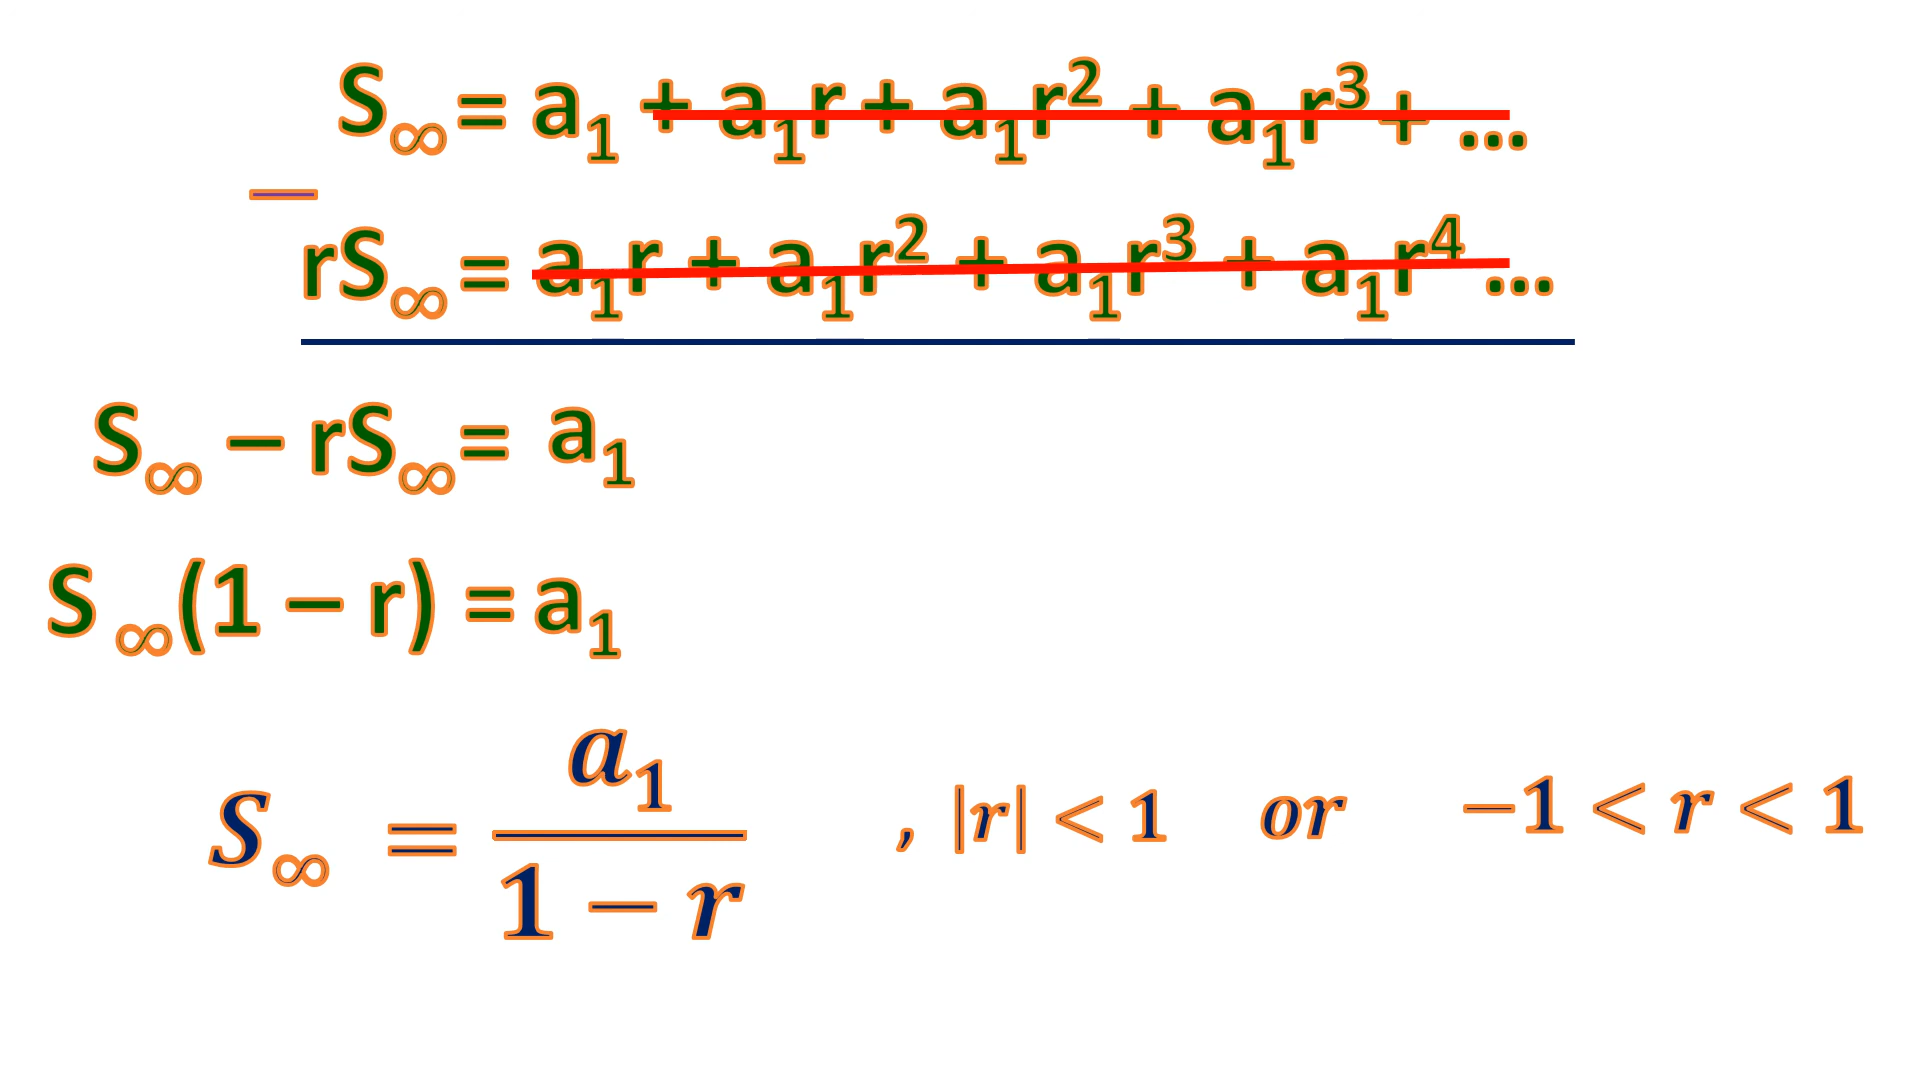 S∞ = a₁ + a₁r + a₁r² + a₁r³ + ...
−
rS∞ = a₁r + a₁r² + a₁r³ + a₁r⁴ ...
S∞ − rS∞ = a₁
S∞(1 − r) = a₁
S∞ = a₁ / (1 − r) , |r| < 1 or −1 < r < 1